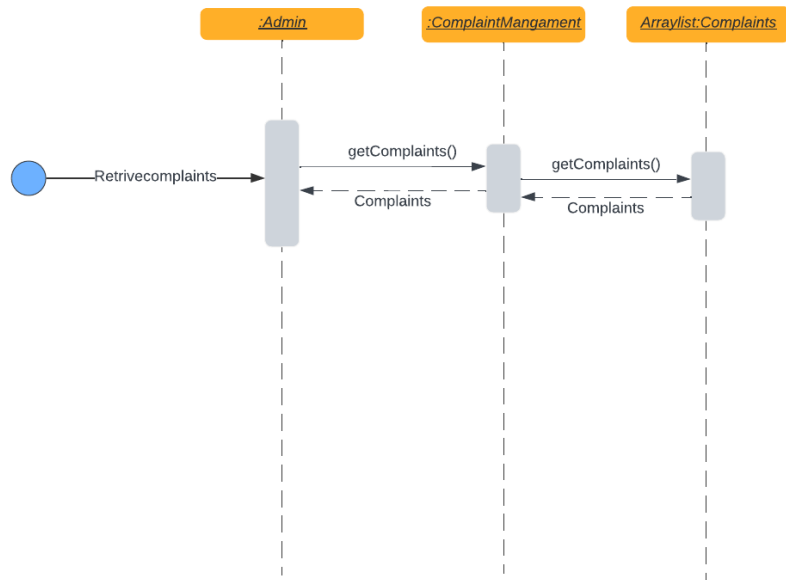 :Admin
:ComplaintMangament
Arraylist:Complaints
getComplaints()
getComplaints()
Retrivecomplaints
Complaints
Complaints